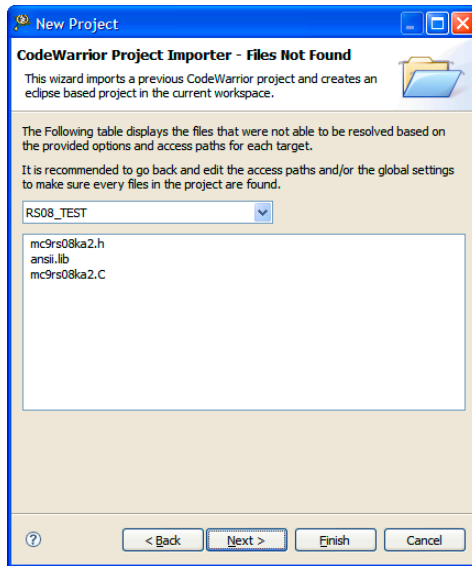 New Project
CodeWarrior Project Importer - Files Not Found
This wizard imports a previous CodeWarrior project and creates an
eclipse based project in the current workspace.
The Following table displays the files that were not able to be resolved based on
the provided options and access paths for each target.
It is recommended to go back and edit the access paths and/or the global settings
to make sure every files in the project are found.
RS08_TEST
mc9rs08ka2.h
ansii.lib
mc9rs08ka2.C
?
< Back
Next >
Finish
Cancel